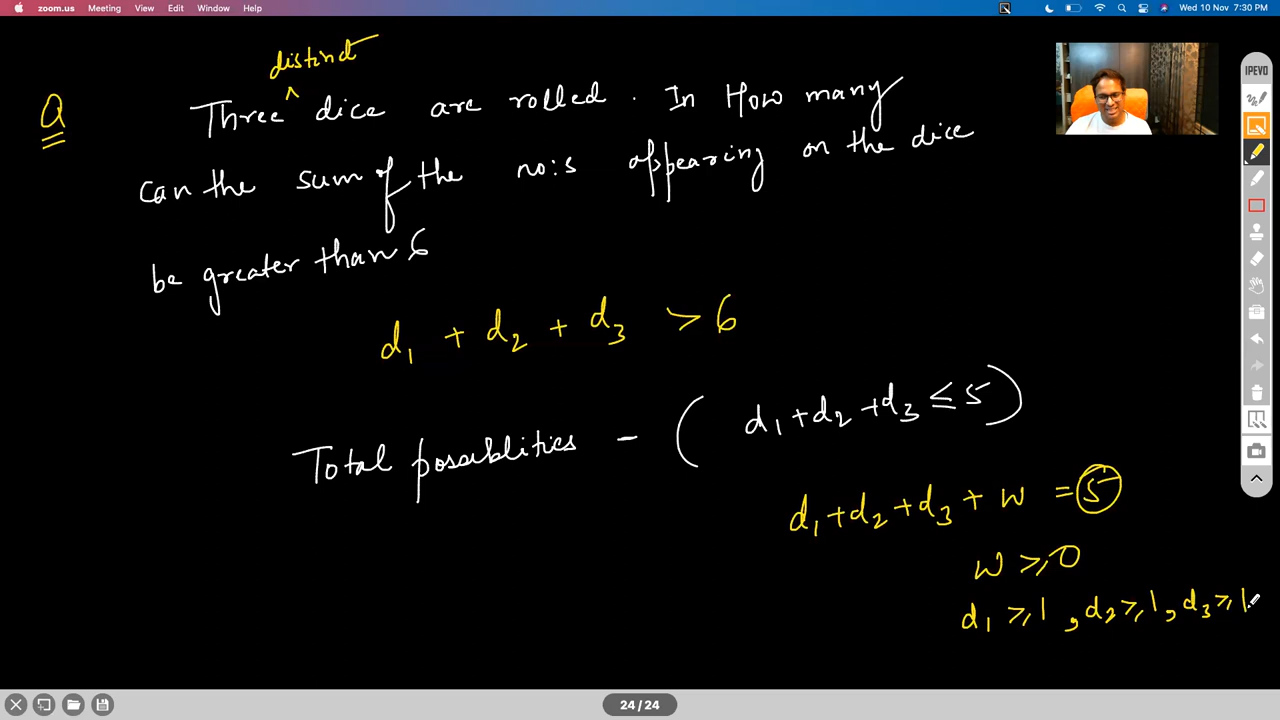 zoom.us Meeting View Edit Window Help Wed 10 Nov 7:30 PM
IPEVO
distinct
Q Three ^ dice are rolled. In How many
can the sum of the no:s appearing on the dice
be greater than 6
d₁ + d₂ + d₃ > 6
Total possiblities - ( d₁+d₂+d₃ ≤ 5 )
d₁+d₂+d₃ + w = 5
w ≥ 0
d₁ ≥ 1, d₂ ≥ 1, d₃ ≥ 1
24 / 24